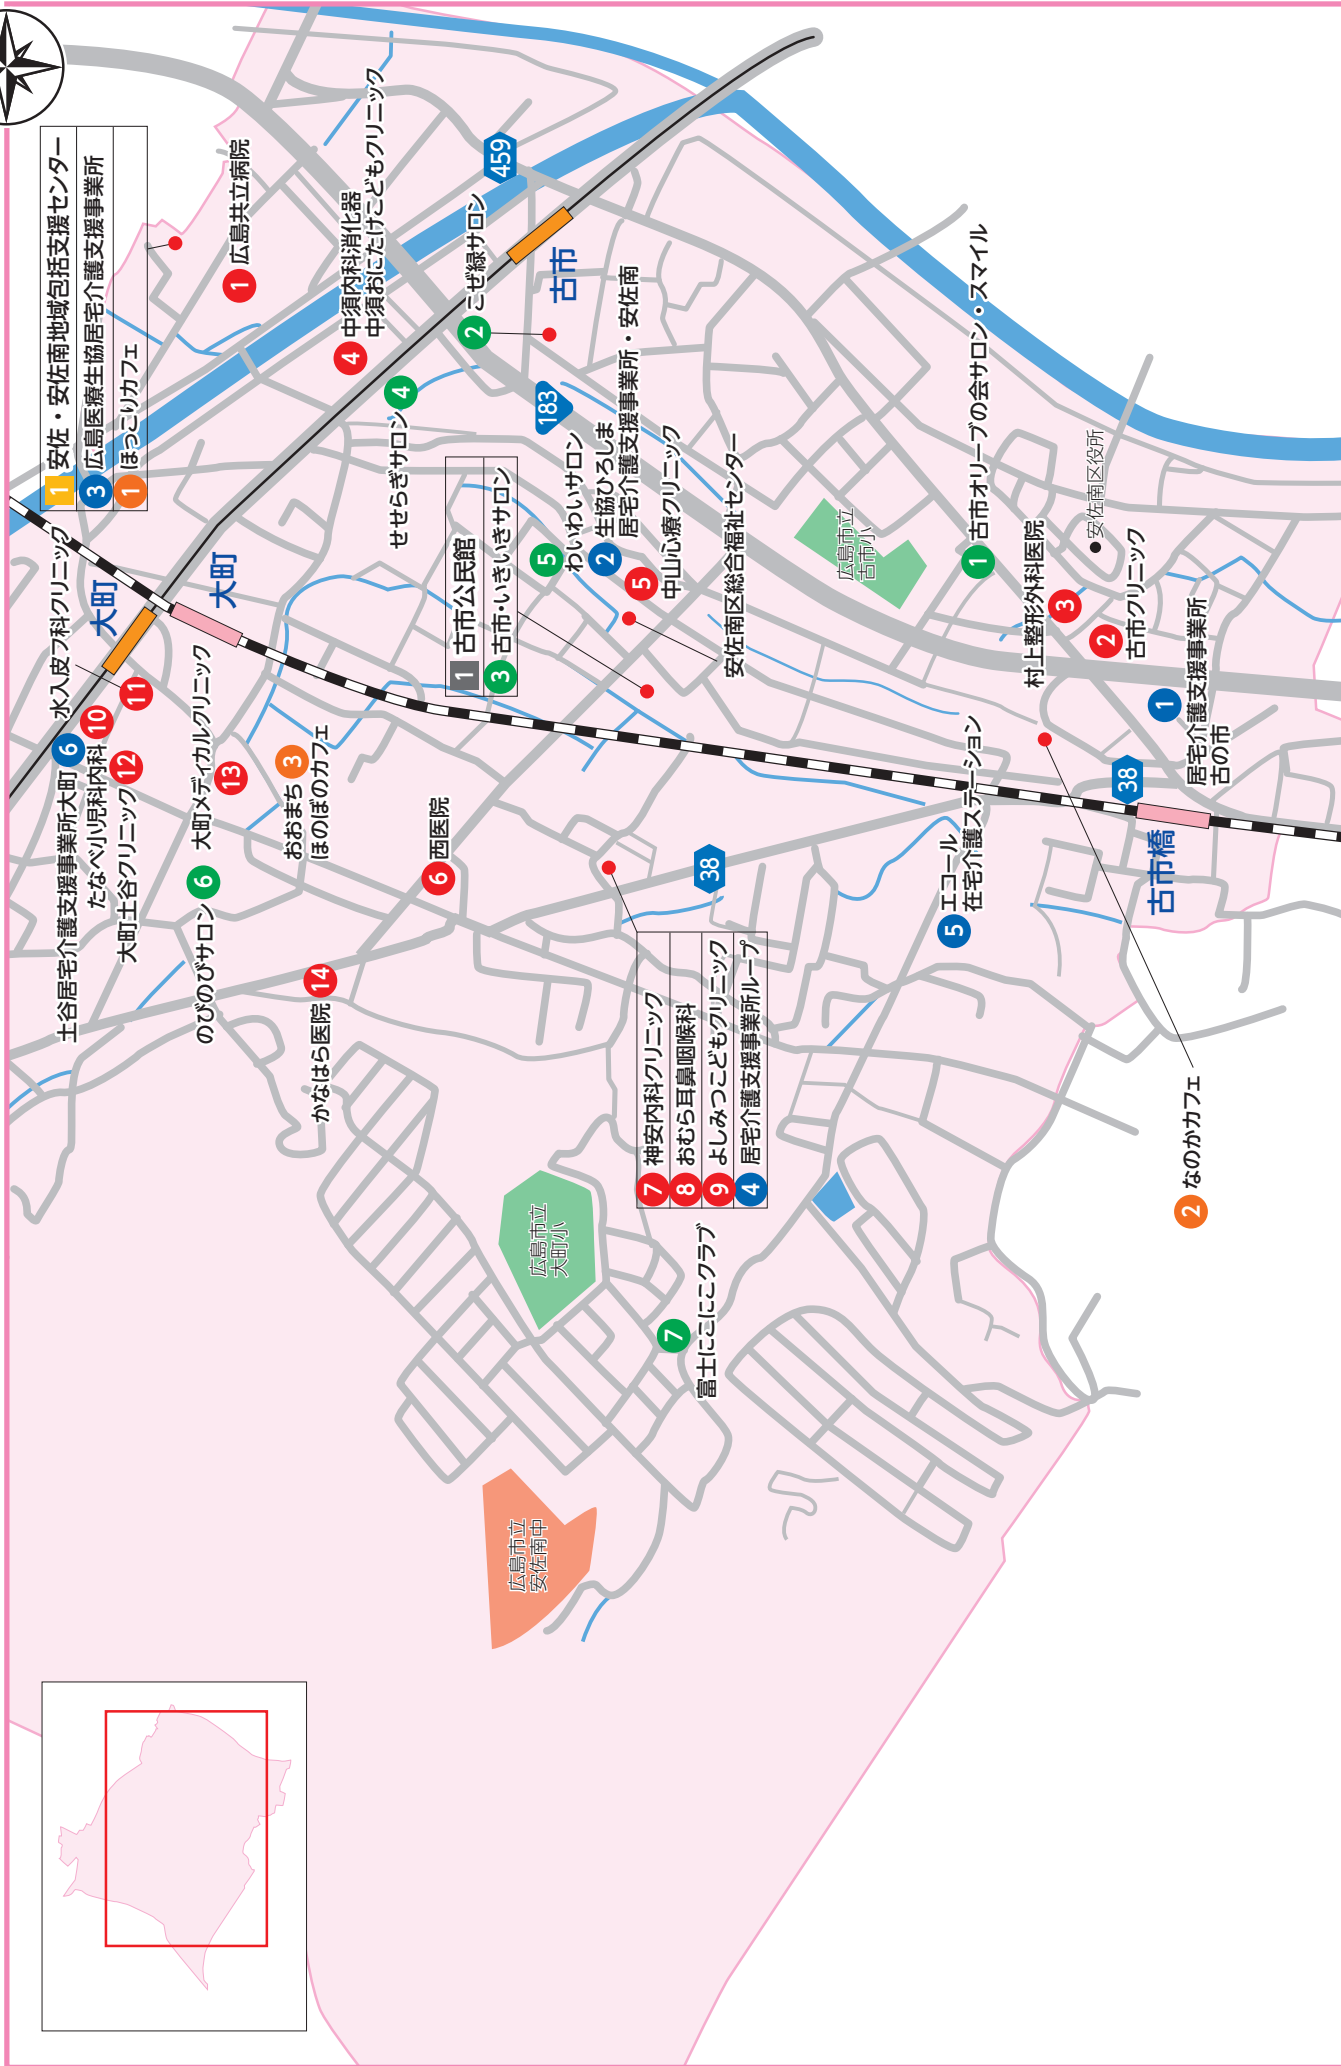 1 安佐・安佐南地域包括支援センター
3 広島医療生協居宅介護支援事業所
1 ほっこりカフェ
1 広島共立病院
4 中須内科消化器
中須おにたけこどもクリニック
459
2 こぜ緑サロン
古市
4 せせらぎサロン
183
5 わいわいサロン
2 生協ひろしま
居宅介護支援事業所・安佐南
5 中山心療クリニック
安佐南区総合福祉センター
1 古市公民館
3 古市・いきいきサロン
広島市立
古市小
1 古市オリーブの会サロン・スマイル
安佐南区役所
村上整形外科医院
3
2 古市クリニック
1 居宅介護支援事業所
古の市
38
古市橋
水入皮フ科クリニック
11
大町
大町
土谷居宅介護支援事業所大町 6
たなべ小児科内科 10
大町土谷クリニック 12
大町メディカルクリニック
13
のびのびサロン 6
おおまち 3
ほのぼのカフェ
6 西医院
かなはら医院 14
38
5 エコール
在宅介護ステーション
7 神安内科クリニック
8 おむら耳鼻咽喉科
9 よしみつこどもクリニック
4 居宅介護支援事業所ループ
2 なのかカフェ
広島市立
大町小
7 富士にこにこクラブ
広島市立
安佐南中